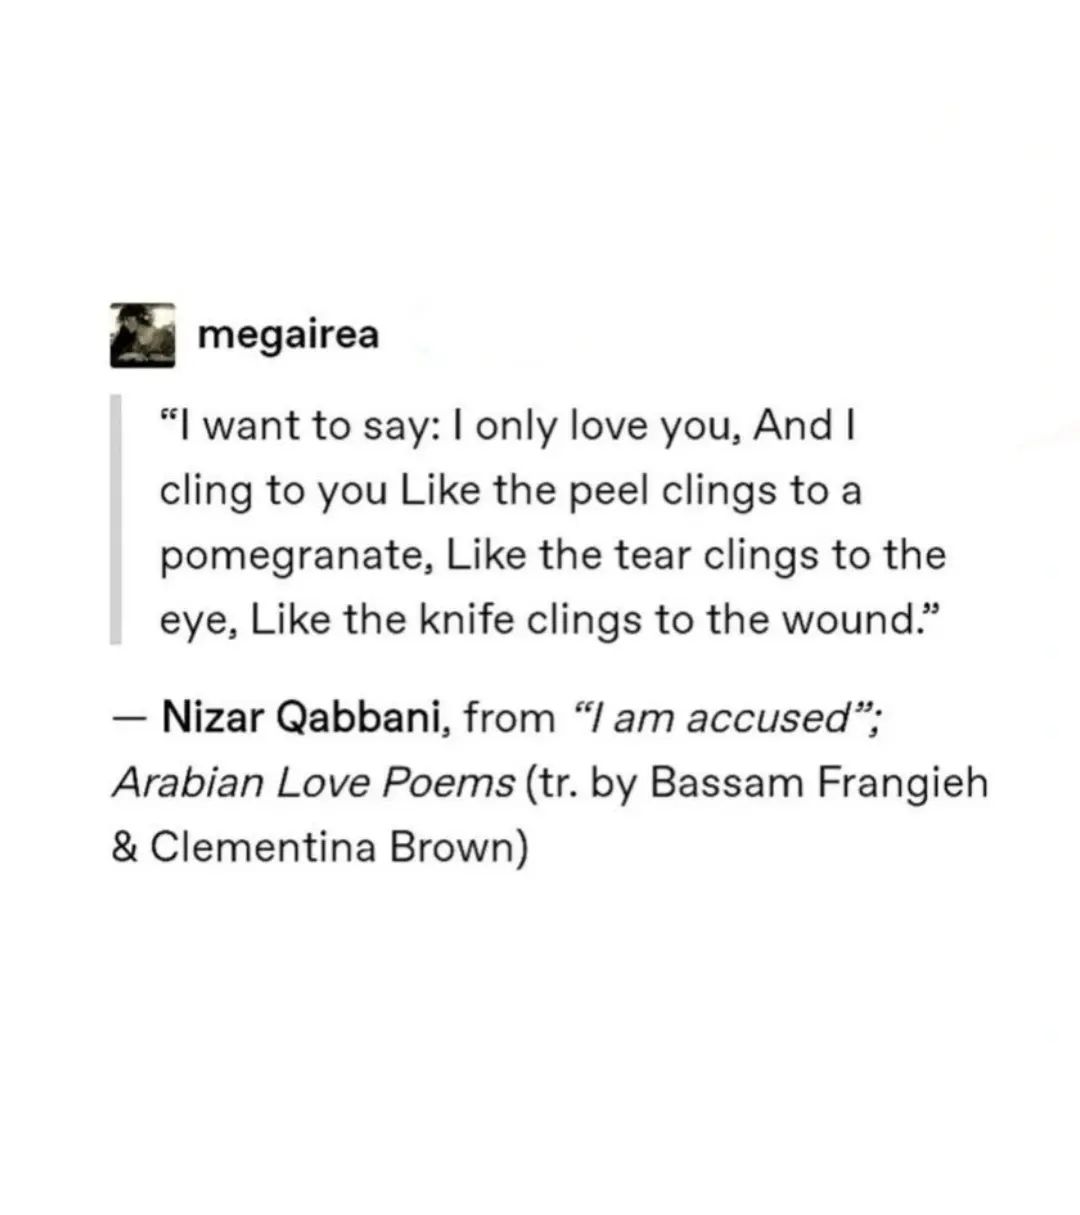 megairea
“I want to say: I only love you, And I
cling to you Like the peel clings to a
pomegranate, Like the tear clings to the
eye, Like the knife clings to the wound.”
— Nizar Qabbani, from “I am accused”;
Arabian Love Poems (tr. by Bassam Frangieh
& Clementina Brown)